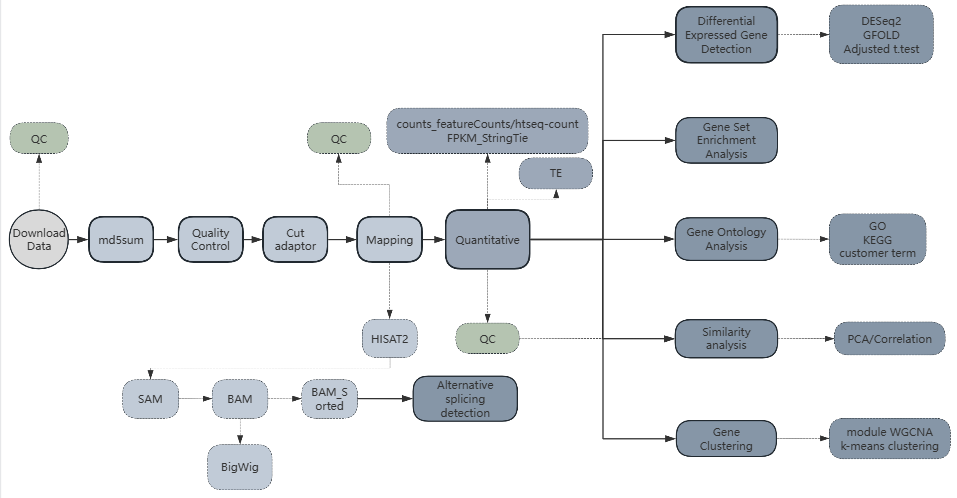 Differential
Expressed Gene
Detection
DESeq2
GFOLD
Adjusted t.test
QC
QC
counts_featureCounts/htseq-count
FPKM_StringTie
Gene Set
Enrichment
Analysis
TE
Download
Data
md5sum
Quality
Control
Cut
adaptor
Mapping
Quantitative
Gene Ontology
Analysis
GO
KEGG
customer term
HISAT2
QC
Similarity
analysis
PCA/Correlation
SAM
BAM
BAM_S
orted
Alternative
splicing
detection
Gene
Clustering
module WGCNA
k-means clustering
BigWig